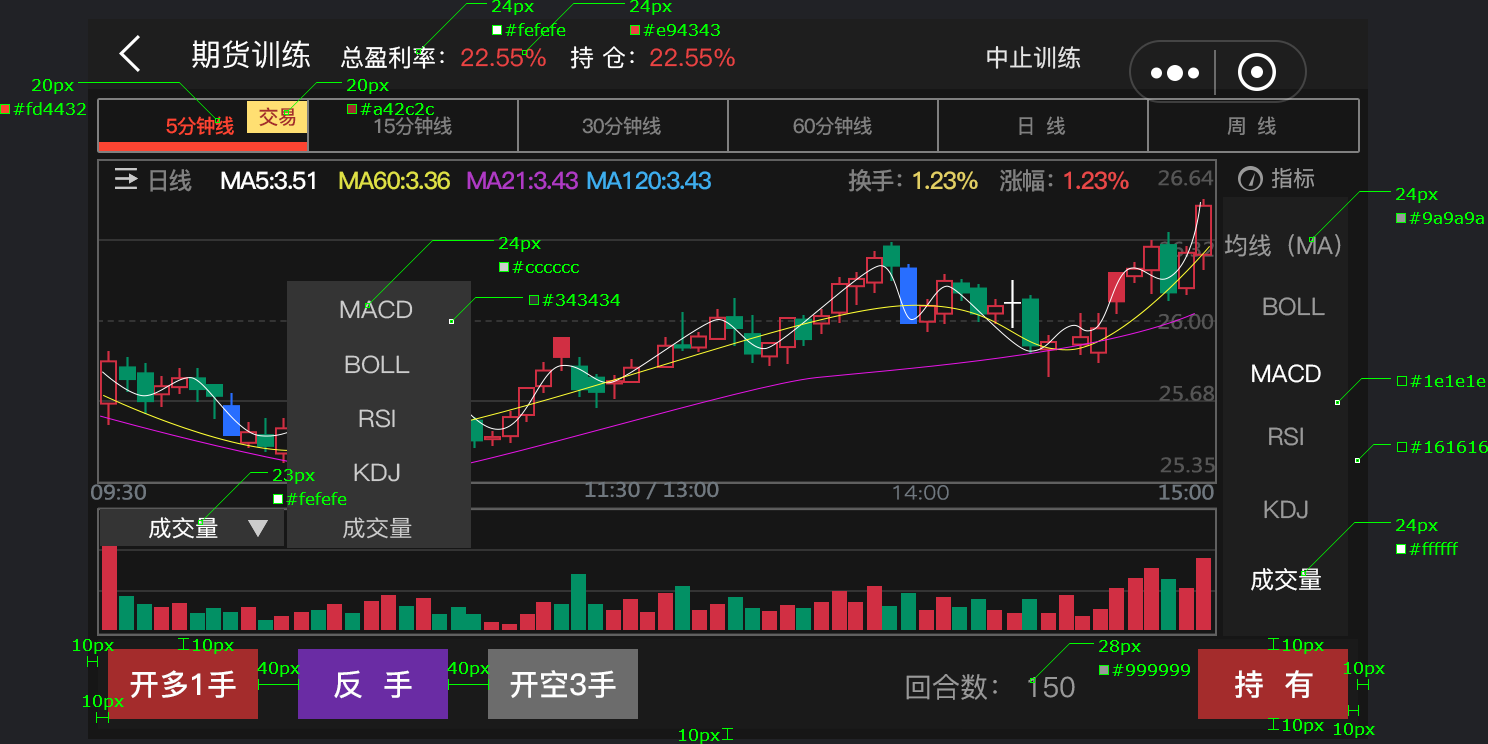 24px
#fefefe
24px
#e94343
期货训练
总盈利率：22.55%
持 仓：22.55%
中止训练
20px
#fd4432
20px
#a42c2c
5分钟线
交易
15分钟线
30分钟线
60分钟线
日 线
周 线
日线
MA5:3.51
MA60:3.36
MA21:3.43
MA120:3.43
换手：1.23%
涨幅：1.23%
26.64
指标
24px
#9a9a9a
均线（MA）
24px
#cccccc
#343434
MACD
BOLL
RSI
KDJ
成交量
26.00
25.68
25.35
BOLL
MACD
#1e1e1e
RSI
#161616
KDJ
24px
#ffffff
成交量
23px
#fefefe
09:30
11:30 / 13:00
14:00
15:00
成交量
10px
10px
10px
开多1手
40px
反 手
40px
开空3手
28px
#999999
回合数：
150
10px
10px
持 有
10px
10px
10px